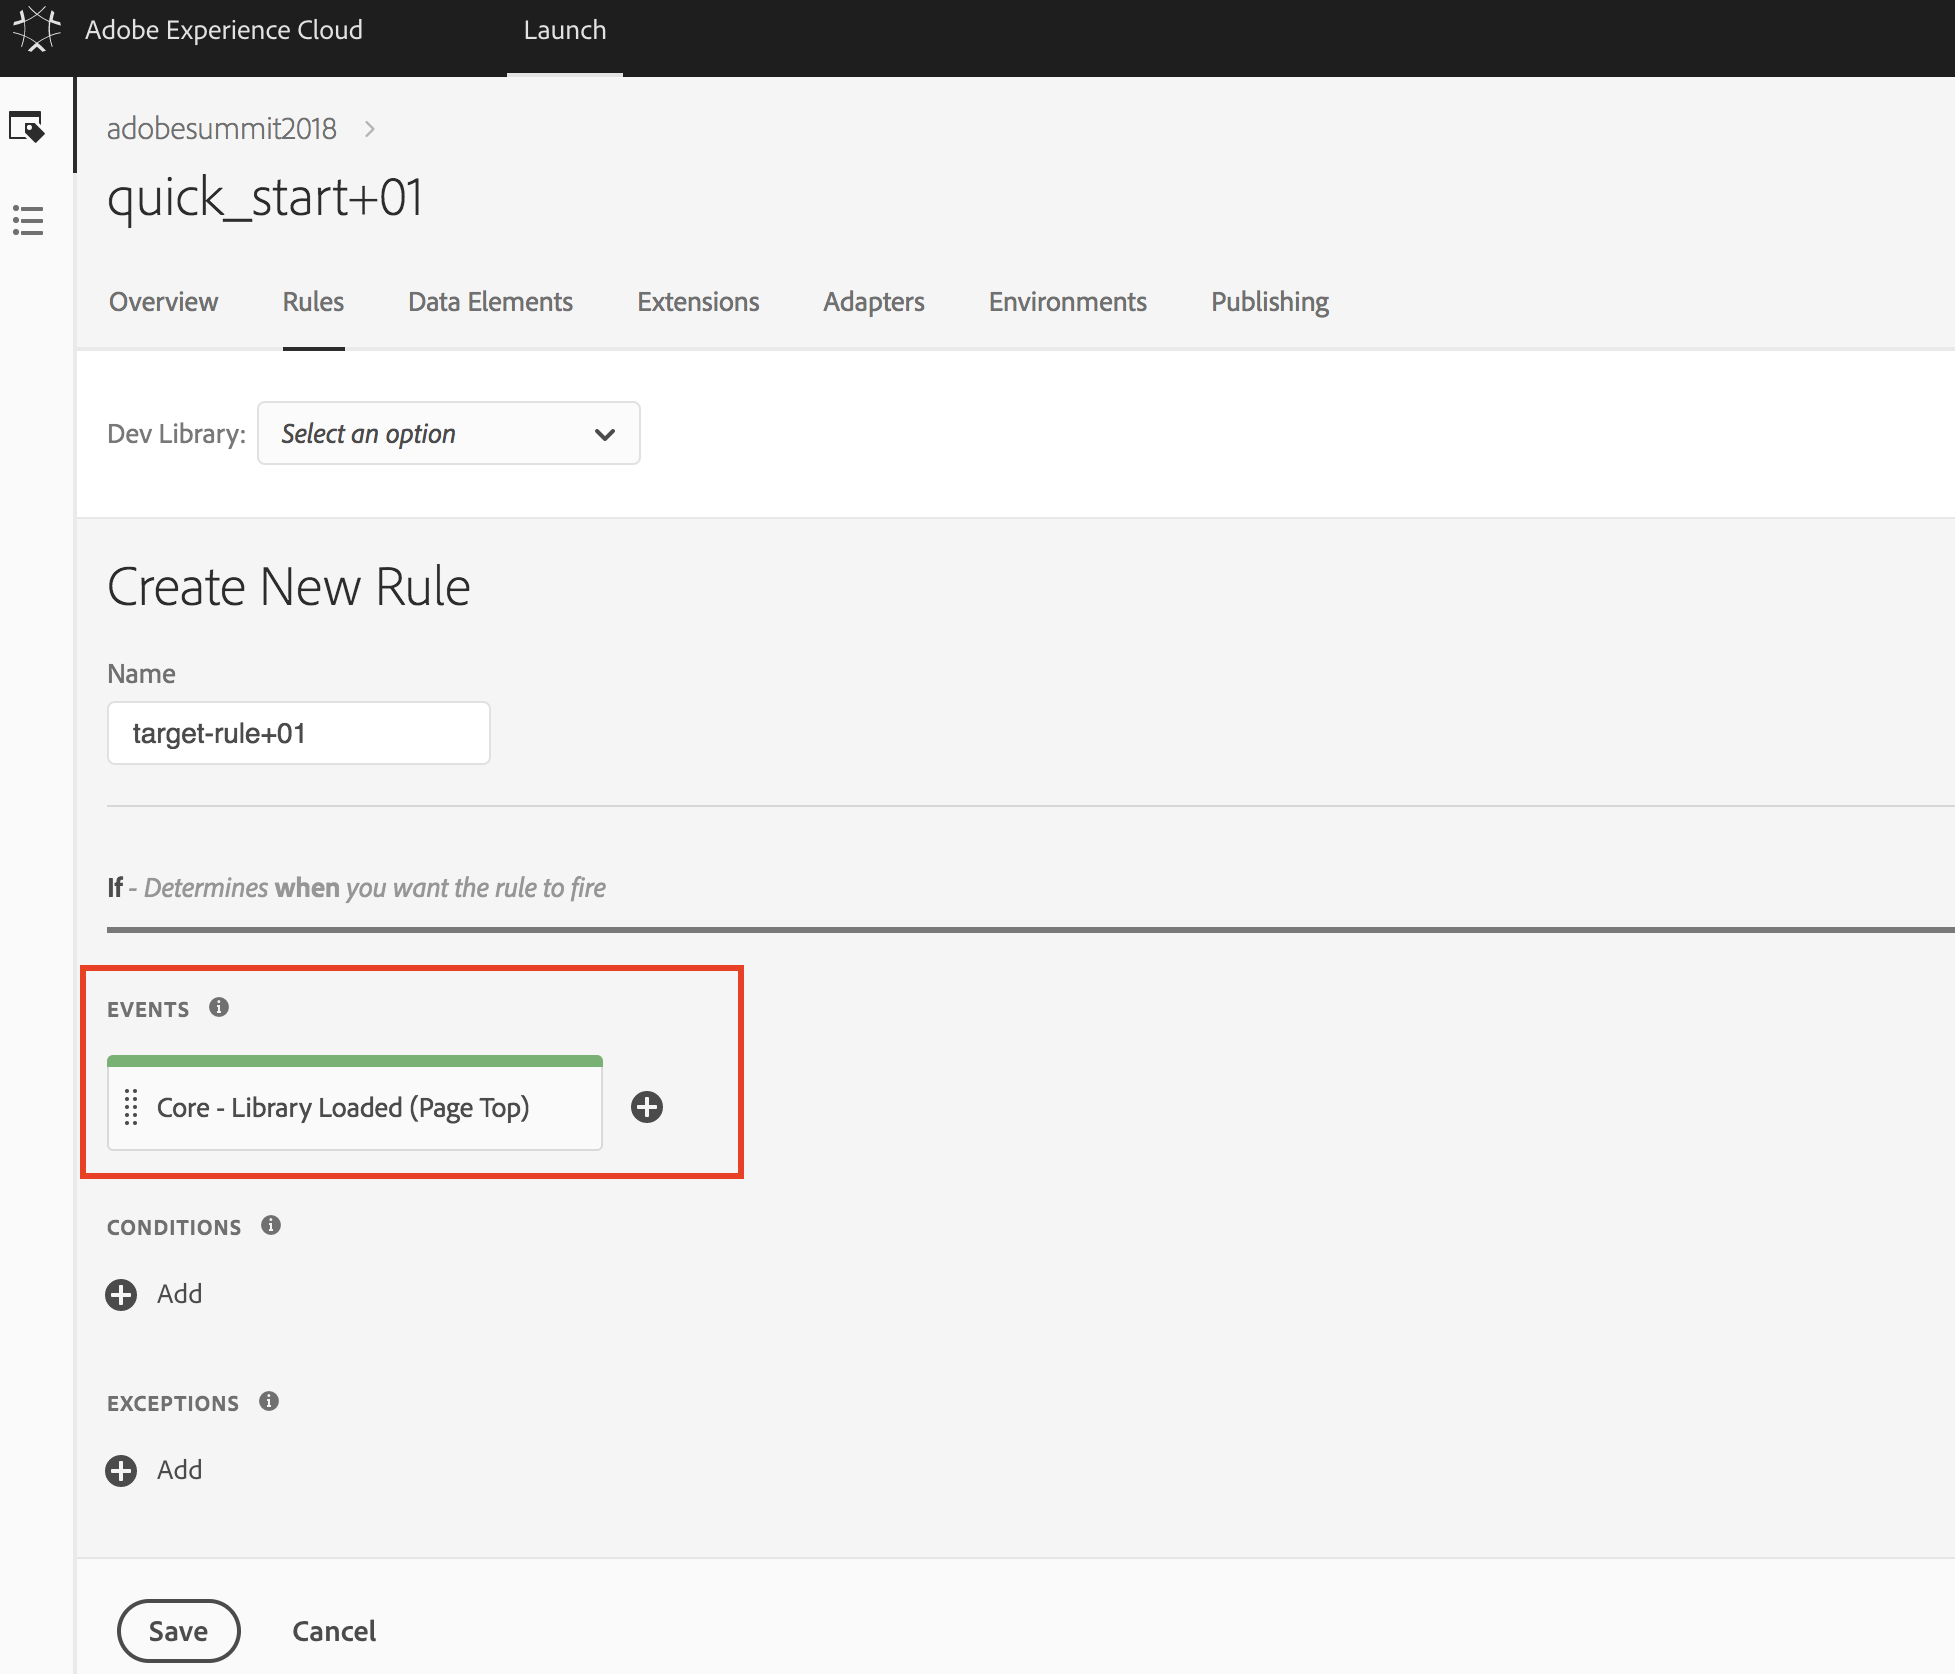 Adobe Experience Cloud Launch
adobesummit2018
quick_start+01
Overview Rules Data Elements Extensions Adapters Environments Publishing
Dev Library: Select an option
Create New Rule
Name
target-rule+01
If - Determines when you want the rule to fire
EVENTS
Core - Library Loaded (Page Top)
CONDITIONS
Add
EXCEPTIONS
Add
Save Cancel